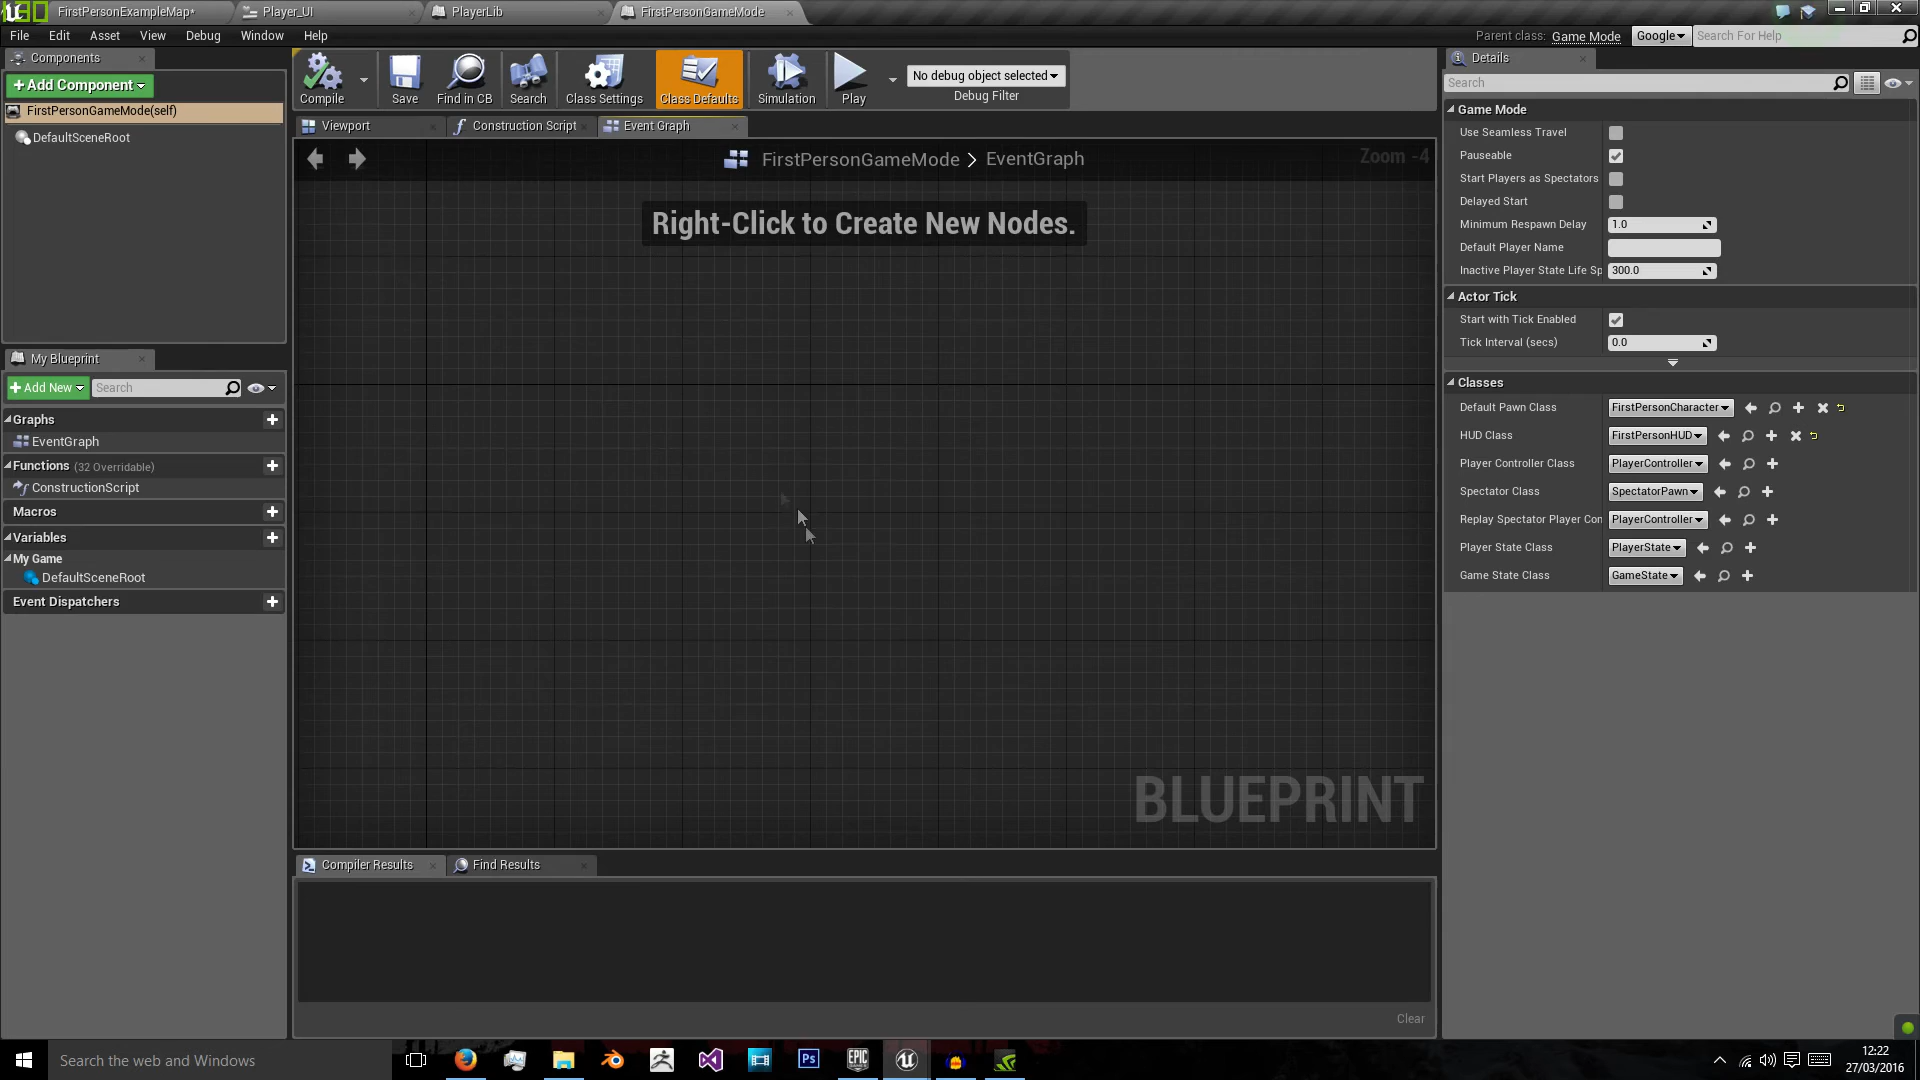 FirstPersonExampleMap*
Player_UI
PlayerLib
FirstPersonGameMode
File Edit Asset View Debug Window Help
Parent class: Game Mode
Google
Search For Help
Components
Add Component
FirstPersonGameMode(self)
DefaultSceneRoot
Compile
Save
Find in CB
Search
Class Settings
Class Defaults
Simulation
Play
No debug object selected
Debug Filter
Viewport
Construction Script
Event Graph
FirstPersonGameMode > EventGraph
Zoom -4
Right-Click to Create New Nodes.
BLUEPRINT
My Blueprint
Add New
Search
Graphs
EventGraph
Functions (32 Overridable)
ConstructionScript
Macros
Variables
My Game
DefaultSceneRoot
Event Dispatchers
Compiler Results
Find Results
Clear
Details
Search
Game Mode
Use Seamless Travel
Pauseable
Start Players as Spectators
Delayed Start
Minimum Respawn Delay 1.0
Default Player Name
Inactive Player State Life Sp 300.0
Actor Tick
Start with Tick Enabled
Tick Interval (secs) 0.0
Classes
Default Pawn Class FirstPersonCharacter
HUD Class FirstPersonHUD
Player Controller Class PlayerController
Spectator Class SpectatorPawn
Replay Spectator Player Con PlayerController
Player State Class PlayerState
Game State Class GameState
Search the web and Windows
Ps
EPIC
GAMES
12:22
27/03/2016